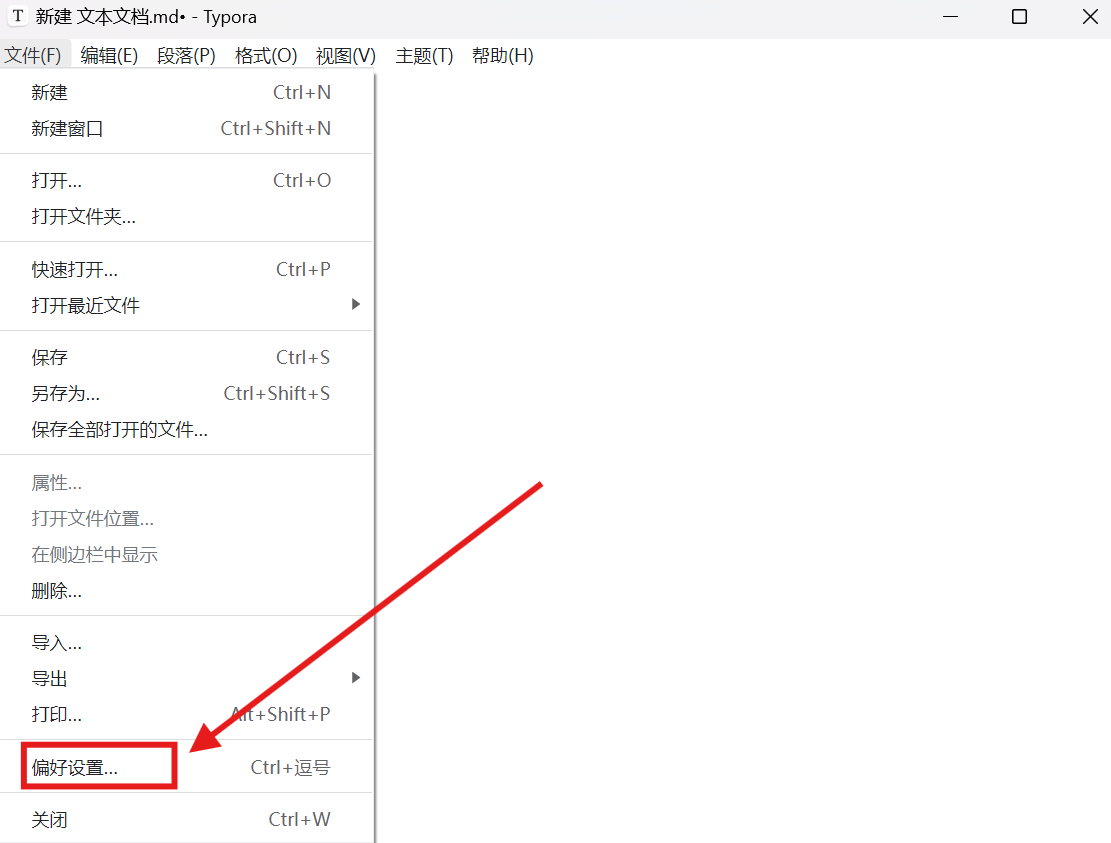 T 新建 文本文档.md• - Typora
文件(F) 编辑(E) 段落(P) 格式(O) 视图(V) 主题(T) 帮助(H)
新建 Ctrl+N
新建窗口 Ctrl+Shift+N
打开... Ctrl+O
打开文件夹...
快速打开... Ctrl+P
打开最近文件
保存 Ctrl+S
另存为... Ctrl+Shift+S
保存全部打开的文件...
属性...
打开文件位置...
在侧边栏中显示
删除...
导入...
导出
打印... Alt+Shift+P
偏好设置... Ctrl+逗号
关闭 Ctrl+W